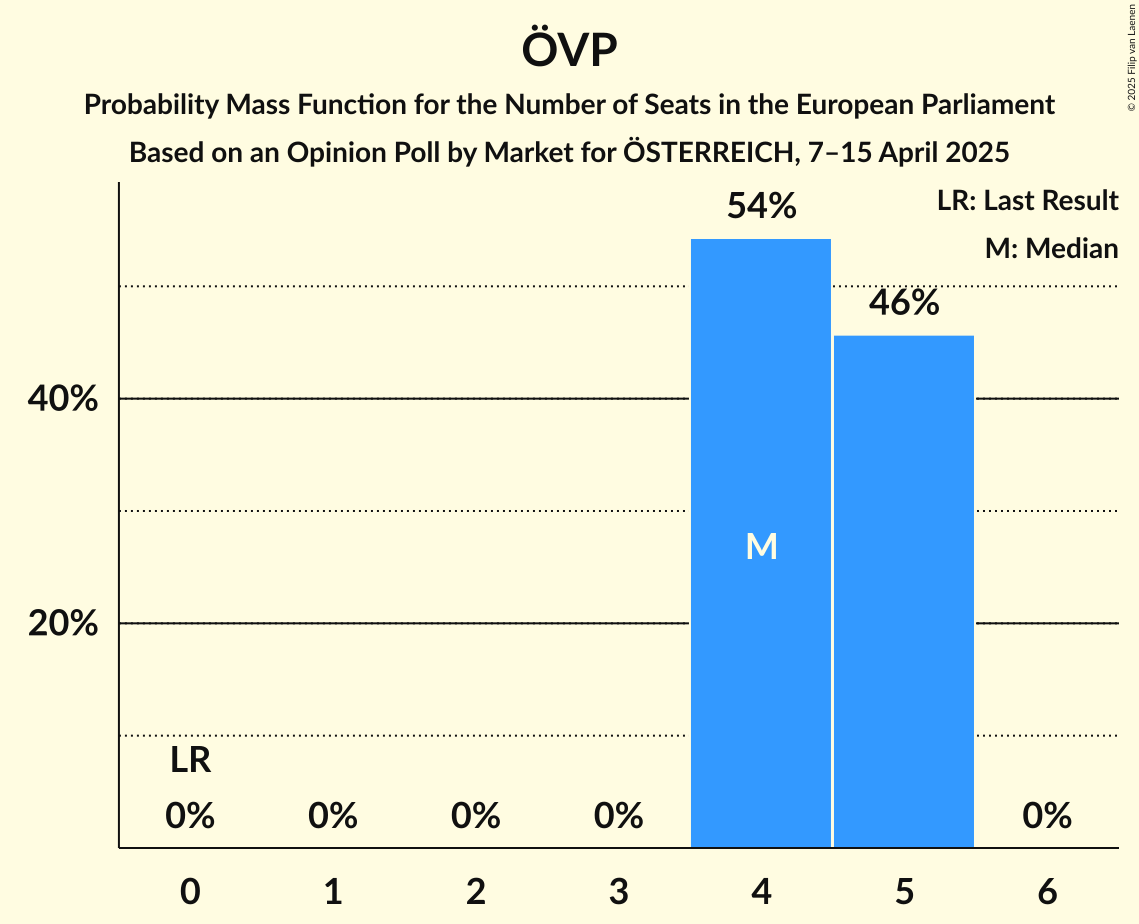 ÖVP
Probability Mass Function for the Number of Seats in the European Parliament
Based on an Opinion Poll by Market for ÖSTERREICH, 7–15 April 2025
© 2025 Filip van Laenen
LR: Last Result
M: Median
54%
46%
40%
20%
M
LR
0% 0% 0% 0% 0%
0 1 2 3 4 5 6